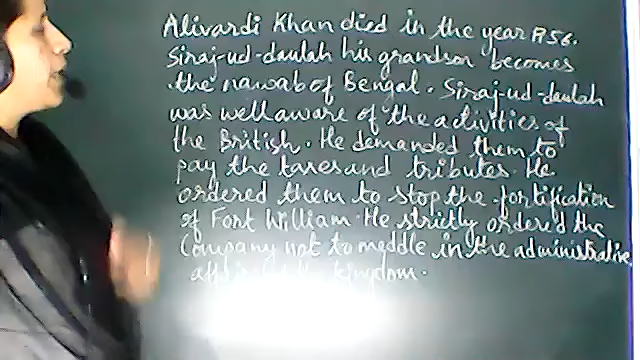 Alivardi Khan died in the year 1756.
Siraj-ud-daulah his grandson becomes
the nawab of Bengal. Siraj-ud-daulah
was well aware of the activities of
the British. He demanded them to
pay the taxes and tributes. He
ordered them to stop the fortification
of Fort William. He strictly ordered the
Company not to meddle in the administrative
kingdom.